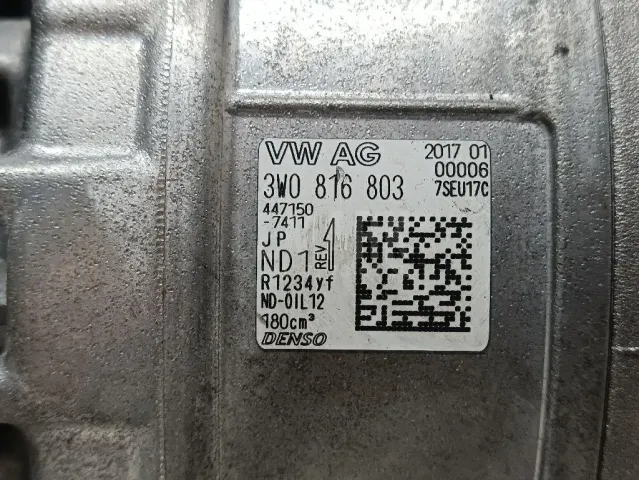 VW AG 2017 01
00006
3W0 816 803 7SEU17C
447150
-7411
JP
ND1 REV 1
R1234yf
ND-OIL12
180cm³
DENSO